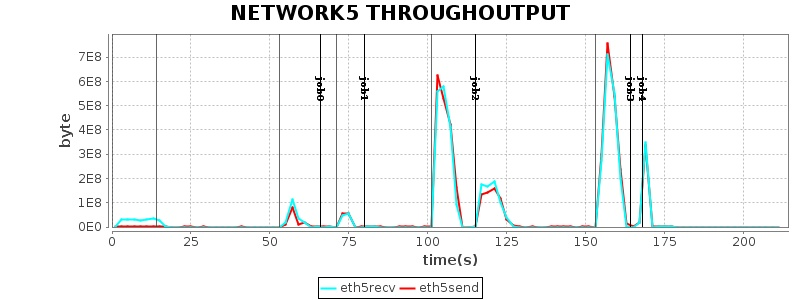 NETWORK5 THROUGHOUTPUT
byte
7E8
6E8
5E8
4E8
3E8
2E8
1E8
0E0
job0
job1
job2
job3
job4
0 25 50 75 100 125 150 175 200
time(s)
eth5recv eth5send